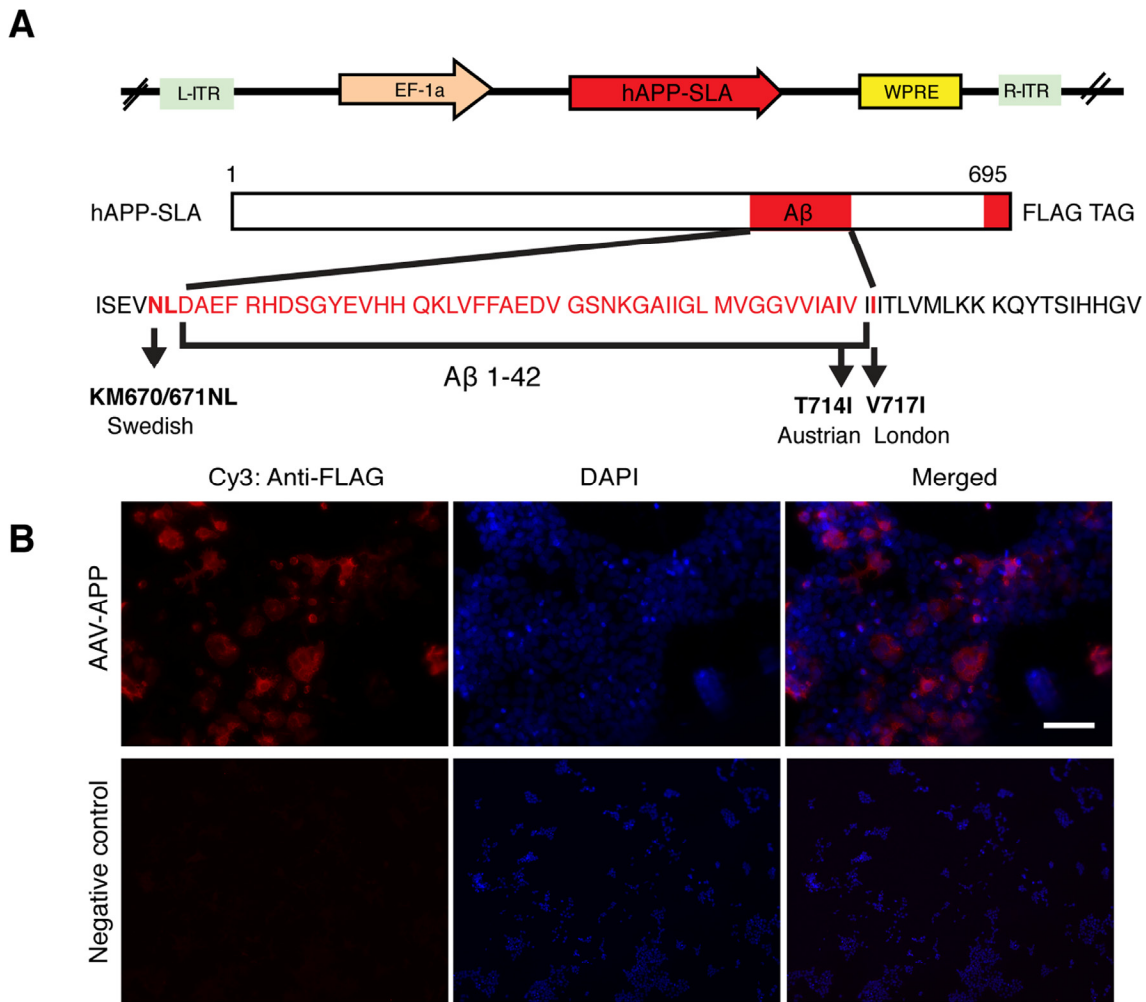 A
L-ITR EF-1a hAPP-SLA WPRE R-ITR
1 695
hAPP-SLA Aβ FLAG TAG
ISEVNLDAEF RHDSGYEVHH QKLVFFAEDV GSNKGAIIGL MVGGVVIAIV IIITLVMLKK KQYTSIHHGV
Aβ 1-42
KM670/671NL
Swedish
T714I V717I
Austrian London
Cy3: Anti-FLAG DAPI Merged
B
AAV-APP
Negative control